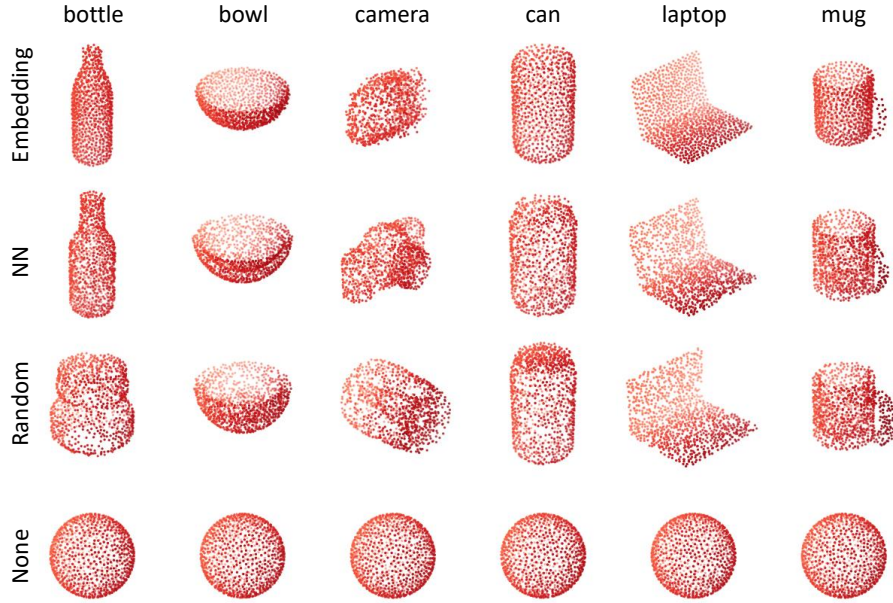 bottle bowl camera can laptop mug
Embedding
NN
Random
None